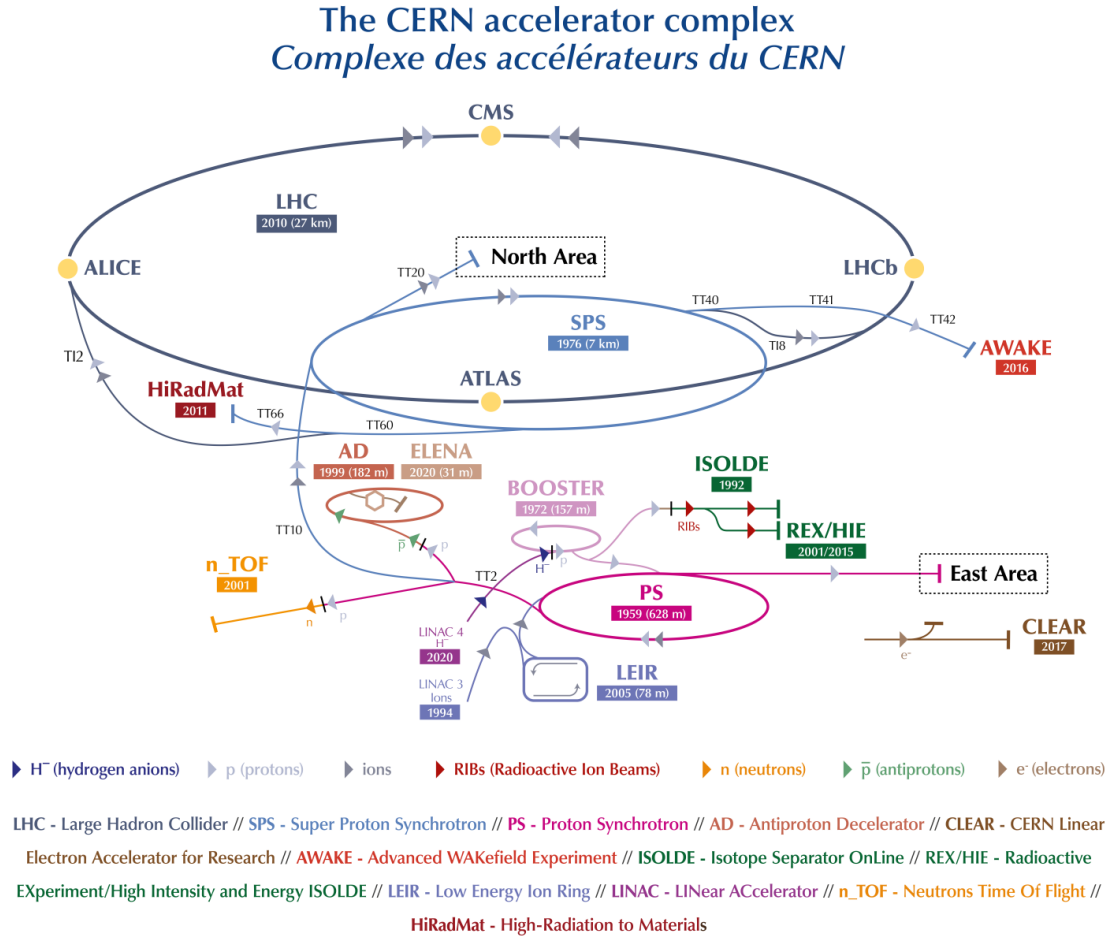 The CERN accelerator complex
Complexe des accélérateurs du CERN
CMS
LHC
2010 (27 km)
North Area
ALICE
LHCb
TT20
TT40
TT41
SPS
TT42
1976 (7 km)
TI8
TI2
AWAKE
2016
ATLAS
HiRadMat
2011
TT66
TT60
AD
1999 (182 m)
ELENA
2020 (31 m)
ISOLDE
1992
BOOSTER
1972 (157 m)
RIBs
REX/HIE
2001/2015
TT10
p̅
p
H⁻
p
n_TOF
2001
TT2
East Area
PS
1959 (628 m)
n
p
LINAC 4
H⁻
2020
CLEAR
2017
e⁻
LEIR
2005 (78 m)
LINAC 3
Ions
1994
H⁻ (hydrogen anions)
p (protons)
ions
RIBs (Radioactive Ion Beams)
n (neutrons)
p̅ (antiprotons)
e⁻ (electrons)
LHC - Large Hadron Collider // SPS - Super Proton Synchrotron // PS - Proton Synchrotron // AD - Antiproton Decelerator // CLEAR - CERN Linear
Electron Accelerator for Research // AWAKE - Advanced WAKefield Experiment // ISOLDE - Isotope Separator OnLine // REX/HIE - Radioactive
EXperiment/High Intensity and Energy ISOLDE // LEIR - Low Energy Ion Ring // LINAC - LINear ACcelerator // n_TOF - Neutrons Time Of Flight //
HiRadMat - High-Radiation to Materials